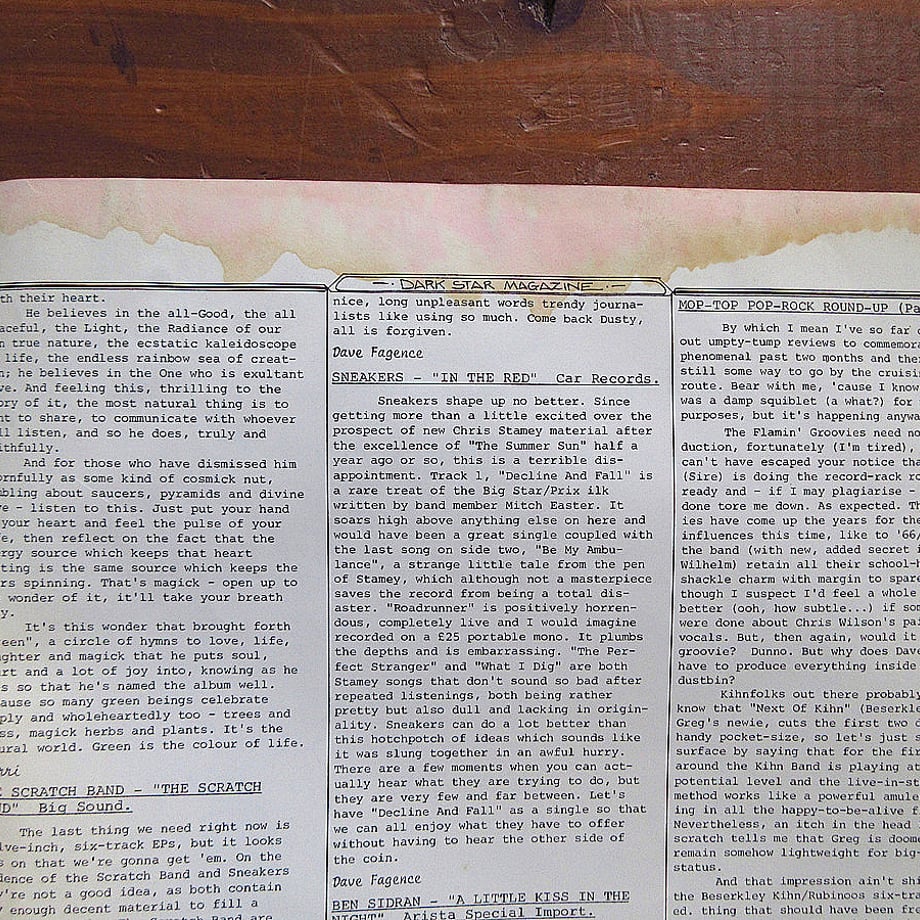 DARK STAR MAGAZINE
th their heart.
He believes in the all-Good, the all
aceful, the Light, the Radiance of our
n true nature, the ecstatic kaleidoscope
life, the endless rainbow sea of creat-
n; he believes in the One who is exultant
ve. And feeling this, thrilling to the
ory of it, the most natural thing is to
nt to share, to communicate with whoever
ll listen, and so he does, truly and
ithfully.
And for those who have dismissed him
ornfully as some kind of cosmick nut,
bling about saucers, pyramids and divine
ve - listen to this. Just put your hand
your heart and feel the pulse of your
fe, then reflect on the fact that the
ergy source which keeps that heart
ting is the same source which keeps the
rs spinning. That's magick - open up to
wonder of it, it'll take your breath
y.
It's this wonder that brought forth
een", a circle of hymns to love, life,
ghter and magick that he puts soul,
rt and a lot of joy into, knowing as he
s so that he's named the album well.
ause so many green beings celebrate
ply and wholeheartedly too - trees and
ss, magick herbs and plants. It's the
ural world. Green is the colour of life.
rri
E SCRATCH BAND - "THE SCRATCH
ND" Big Sound.
The last thing we need right now is
lve-inch, six-track EPs, but it looks
s on that we're gonna get 'em. On the
dence of the Scratch Band and Sneakers
y're not a good idea, as both contain
enough decent material to fill a
The Scratch Band are
nice, long unpleasant words trendy journa-
lists like using so much. Come back Dusty,
all is forgiven.
Dave Fagence
SNEAKERS - "IN THE RED" Car Records.
Sneakers shape up no better. Since
getting more than a little excited over the
prospect of new Chris Stamey material after
the excellence of "The Summer Sun" half a
year ago or so, this is a terrible dis-
appointment. Track 1, "Decline And Fall" is
a rare treat of the Big Star/Prix ilk
written by band member Mitch Easter. It
soars high above anything else on here and
would have been a great single coupled with
the last song on side two, "Be My Ambu-
lance", a strange little tale from the pen
of Stamey, which although not a masterpiece
saves the record from being a total dis-
aster. "Roadrunner" is positively horren-
dous, completely live and I would imagine
recorded on a £25 portable mono. It plumbs
the depths and is embarrassing. "The Per-
fect Stranger" and "What I Dig" are both
Stamey songs that don't sound so bad after
repeated listenings, both being rather
pretty but also dull and lacking in origin-
ality. Sneakers can do a lot better than
this hotchpotch of ideas which sounds like
it was slung together in an awful hurry.
There are a few moments when you can act-
ually hear what they are trying to do, but
they are very few and far between. Let's
have "Decline And Fall" as a single so that
we can all enjoy what they have to offer
without having to hear the other side of
the coin.
Dave Fagence
BEN SIDRAN - "A LITTLE KISS IN THE
NIGHT" Arista Special Import.
MOP-TOP POP-ROCK ROUND-UP (P
By which I mean I've so far
out umpty-tump reviews to commemora
phenomenal past two months and the
still some way to go by the cruisi
route. Bear with me, 'cause I know
was a damp squiblet (a what?) for
purposes, but it's happening anywa
The Flamin' Groovies need no
duction, fortunately (I'm tired),
can't have escaped your notice tha
(Sire) is doing the record-rack ro
ready and - if I may plagiarise -
done tore me down. As expected. Th
ies have come up the years for the
influences this time, like to '66/
the band (with new, added secret i
Wilhelm) retain all their school-h
shackle charm with margin to spare
though I suspect I'd feel a whole
better (ooh, how subtle...) if so
were done about Chris Wilson's pa
vocals. But, then again, would it
groovie? Dunno. But why does Dave
have to produce everything inside
dustbin?
Kihnfolks out there probably
know that "Next Of Kihn" (Beserkle
Greg's newie, cuts the first two
handy pocket-size, so let's just s
surface by saying that for the fir
around the Kihn Band is playing at
potential level and the live-in-st
method works like a powerful amule
ing in all the happy-to-be-alive f
Nevertheless, an itch in the head
scratch tells me that Greg is doome
remain somehow lightweight for big-
status.
And that impression ain't shi
the Beserkley Kihn/Rubinoos six-tr
ed. thing that should have been fre